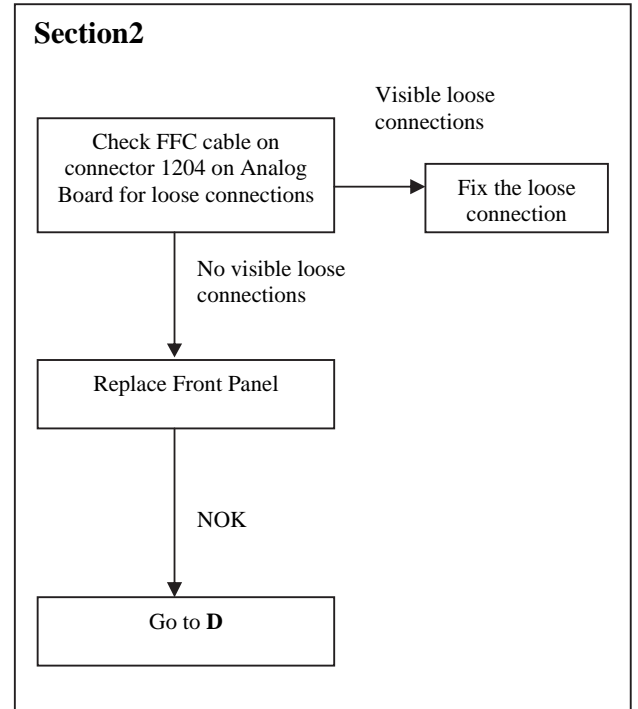 Section2
Visible loose
connections
Check FFC cable on
connector 1204 on Analog
Board for loose connections
Fix the loose
connection
No visible loose
connections
Replace Front Panel
NOK
Go to D